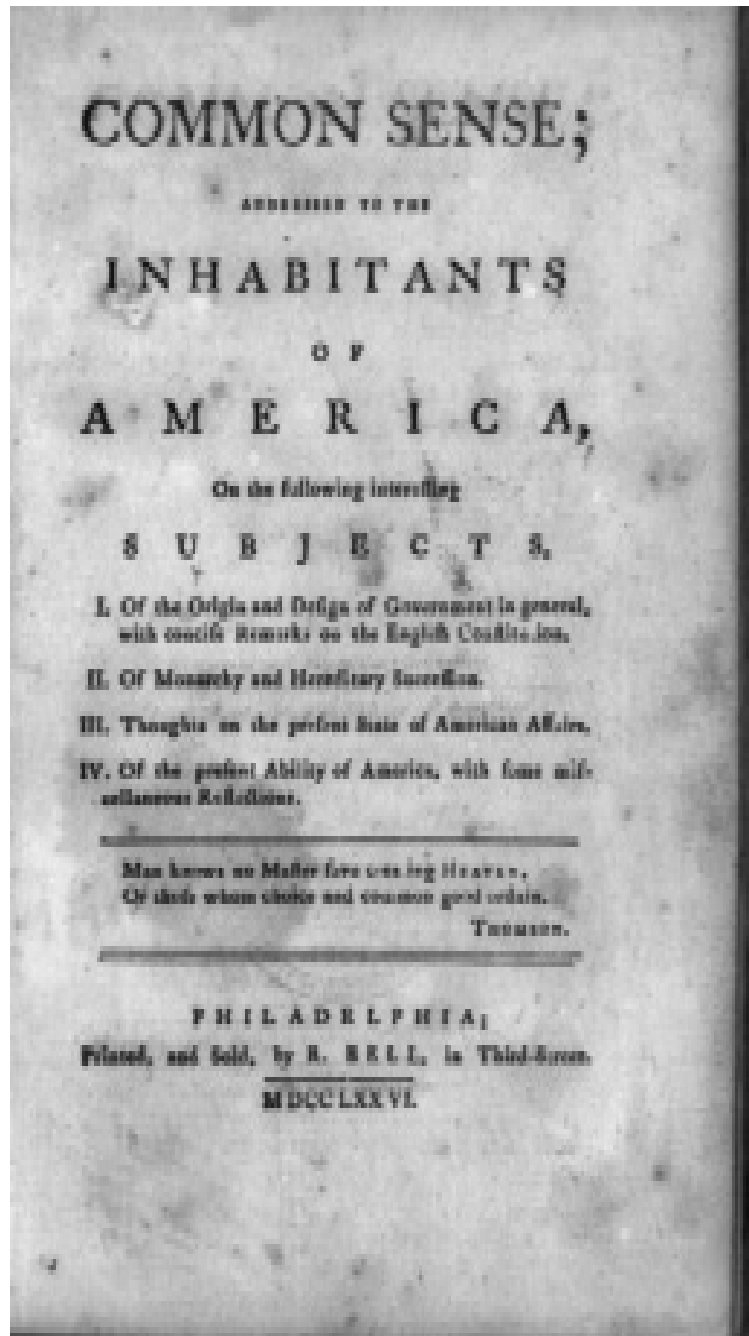 COMMON SENSE;
ADDRESSED TO THE
INHABITANTS
OF
AMERICA,
On the following intereſting
SUBJECTS.
I. Of the Origin and Deſign of Government in general,
with conciſe Remarks on the Engliſh Conſtitution.
II. Of Monarchy and Hereditary Succeſſion.
III. Thoughts on the preſent State of American Affairs.
IV. Of the preſent Ability of America, with ſome miſ-
cellaneous Reflections.
Man knows no Maſter ſave creating HEAVEN,
Or thoſe whom choice and common good ordain.
THOMSON.
PHILADELPHIA;
Printed, and Sold, by R. BELL, in Third-Street.
MDCCLXXVI.